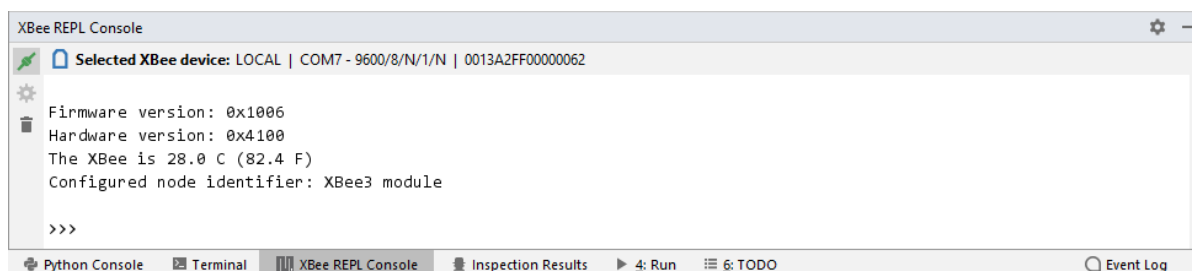 XBee REPL Console
Selected XBee device: LOCAL | COM7 - 9600/8/N/1/N | 0013A2FF00000062
Firmware version: 0x1006
Hardware version: 0x4100
The XBee is 28.0 C (82.4 F)
Configured node identifier: XBee3 module
>>>
Python Console Terminal XBee REPL Console Inspection Results 4: Run 6: TODO Event Log